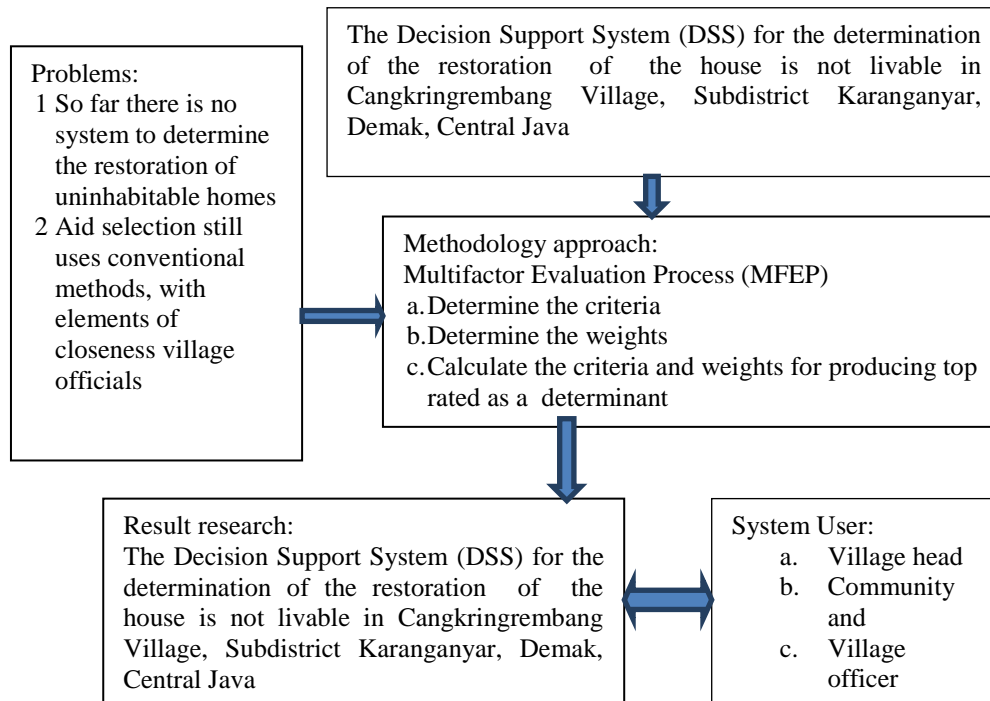 Problems:
1 So far there is no
system to determine
the restoration of
uninhabitable homes
2 Aid selection still
uses conventional
methods, with
elements of
closeness village
officials
The Decision Support System (DSS) for the determination
of the restoration of the house is not livable in
Cangkringrembang Village, Subdistrict Karanganyar,
Demak, Central Java
Methodology approach:
Multifactor Evaluation Process (MFEP)
a. Determine the criteria
b. Determine the weights
c. Calculate the criteria and weights for producing top
rated as a determinant
Result research:
The Decision Support System (DSS) for the
determination of the restoration of the
house is not livable in Cangkringrembang
Village, Subdistrict Karanganyar, Demak,
Central Java
System User:
a. Village head
b. Community
and
c. Village
officer